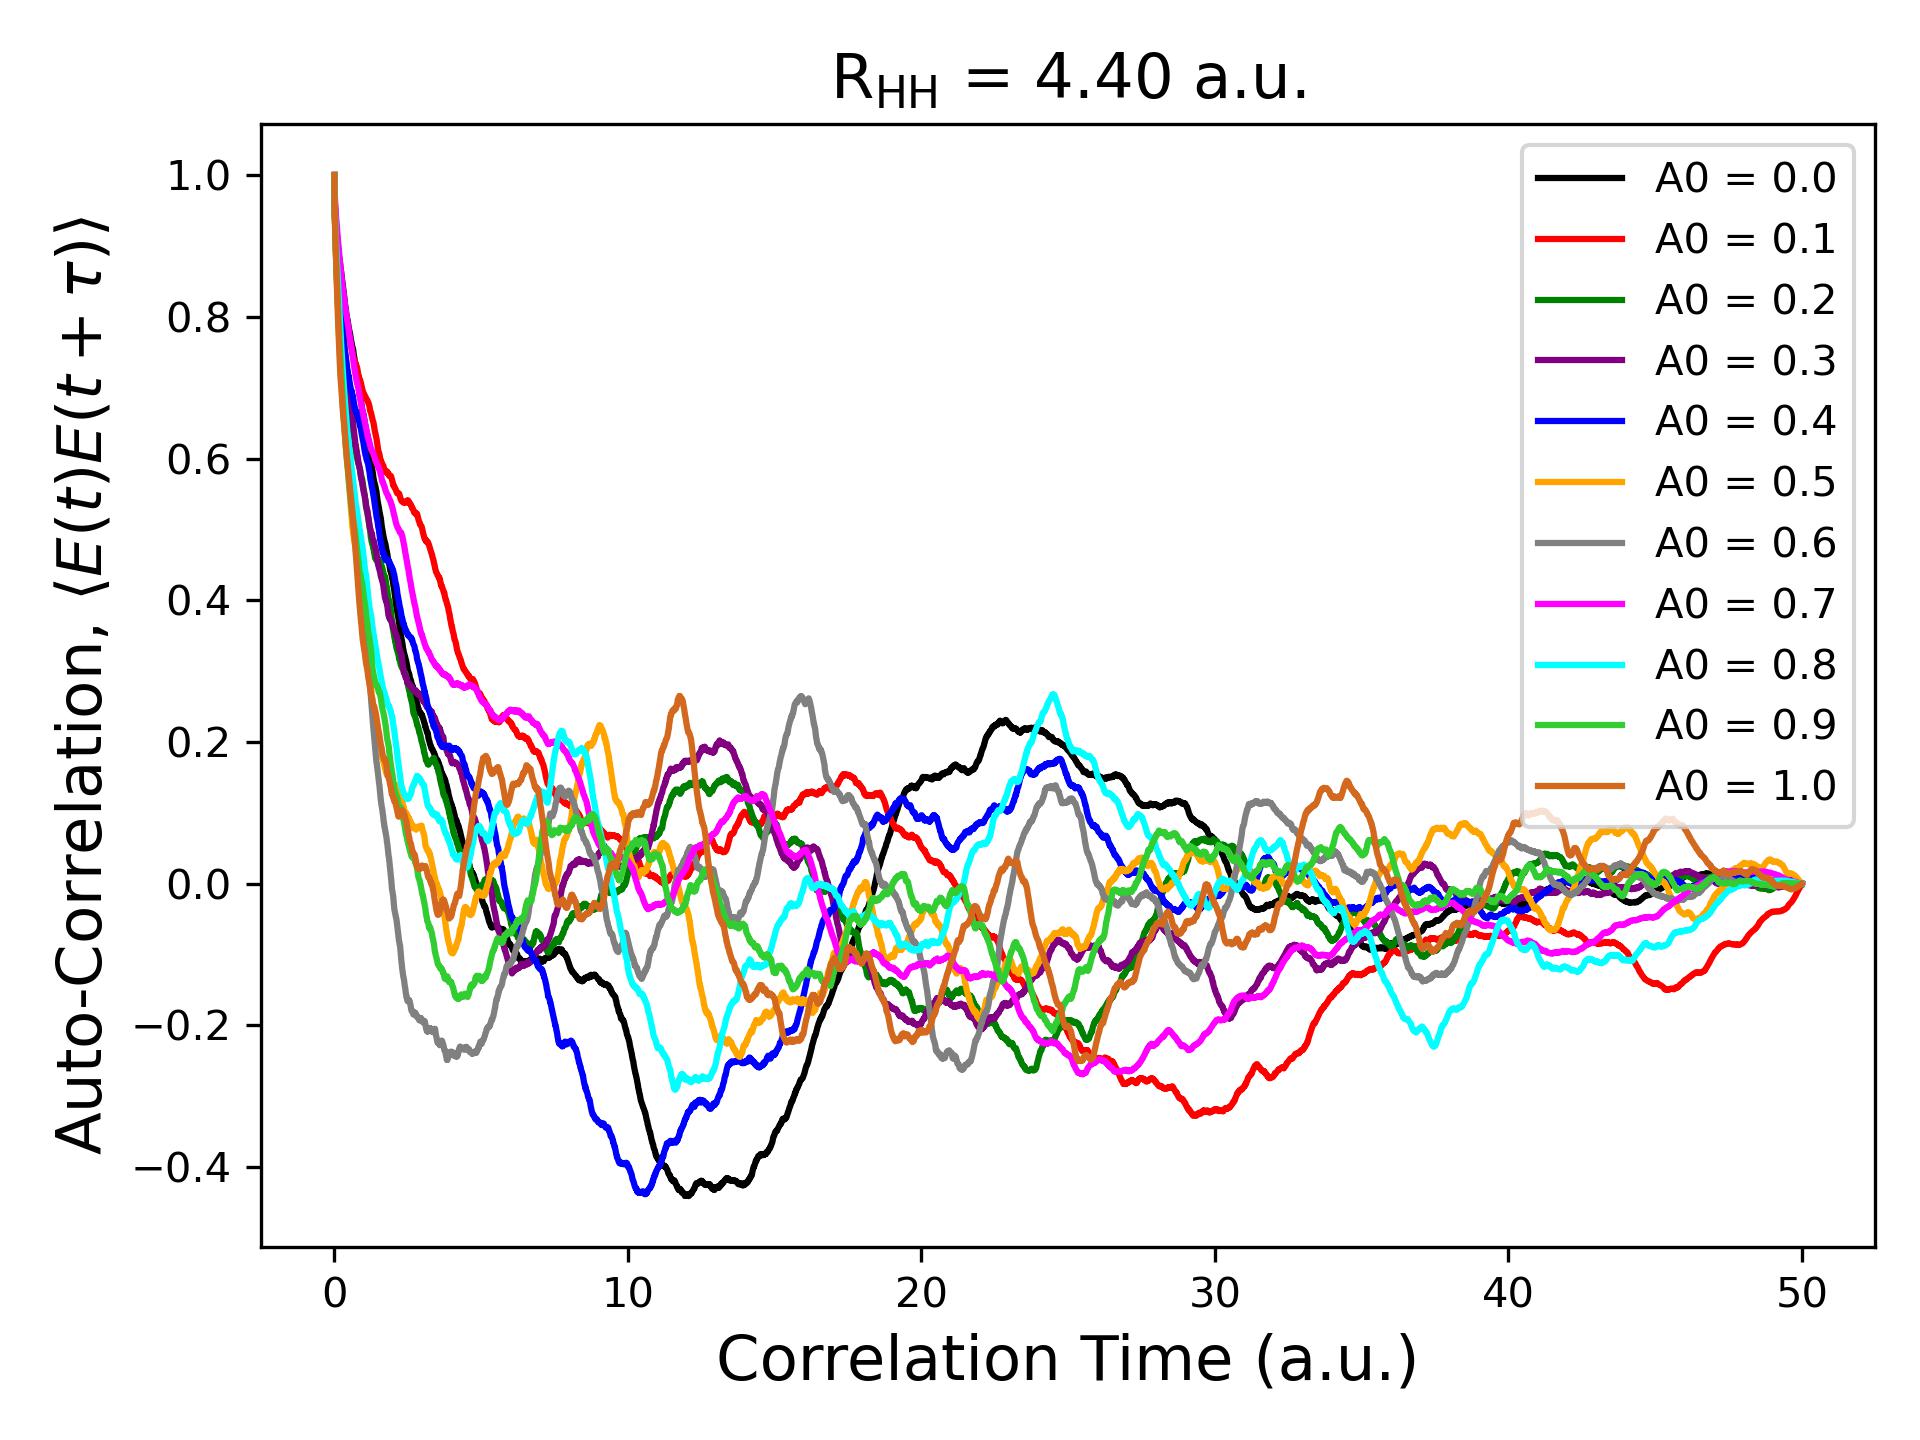 R_HH = 4.40 a.u.
1.0
0.8
0.6
0.4
0.2
0.0
−0.2
−0.4
Auto-Correlation, ⟨E(t)E(t + τ)⟩
A0 = 0.0
A0 = 0.1
A0 = 0.2
A0 = 0.3
A0 = 0.4
A0 = 0.5
A0 = 0.6
A0 = 0.7
A0 = 0.8
A0 = 0.9
A0 = 1.0
0 10 20 30 40 50
Correlation Time (a.u.)